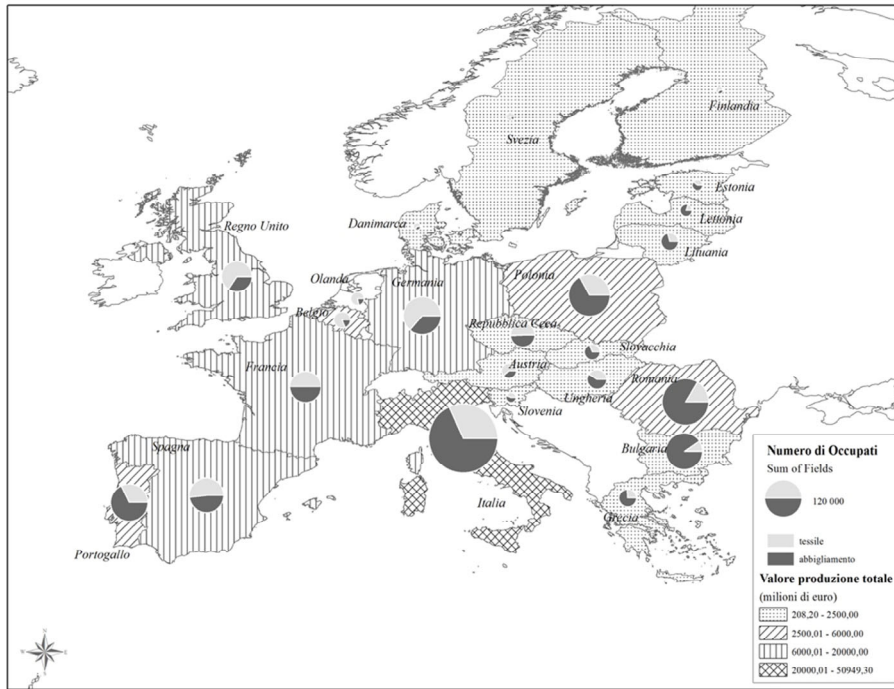 Finlandia
Svezia
Estonia
Lettonia
Danimarca
Regno Unito
Lituania
Olanda
Germania
Polonia
Belgio
Repubblica Ceca
Slovacchia
Francia
Austria
Romania
Ungheria
Slovenia
Spagna
Bulgaria
Italia
Grecia
Portogallo
Numero di Occupati
Sum of Fields
120 000
tessile
abbigliamento
Valore produzione totale
(milioni di euro)
208,20 - 2500,00
2500,01 - 6000,00
6000,01 - 20000,00
20000,01 - 50949,30